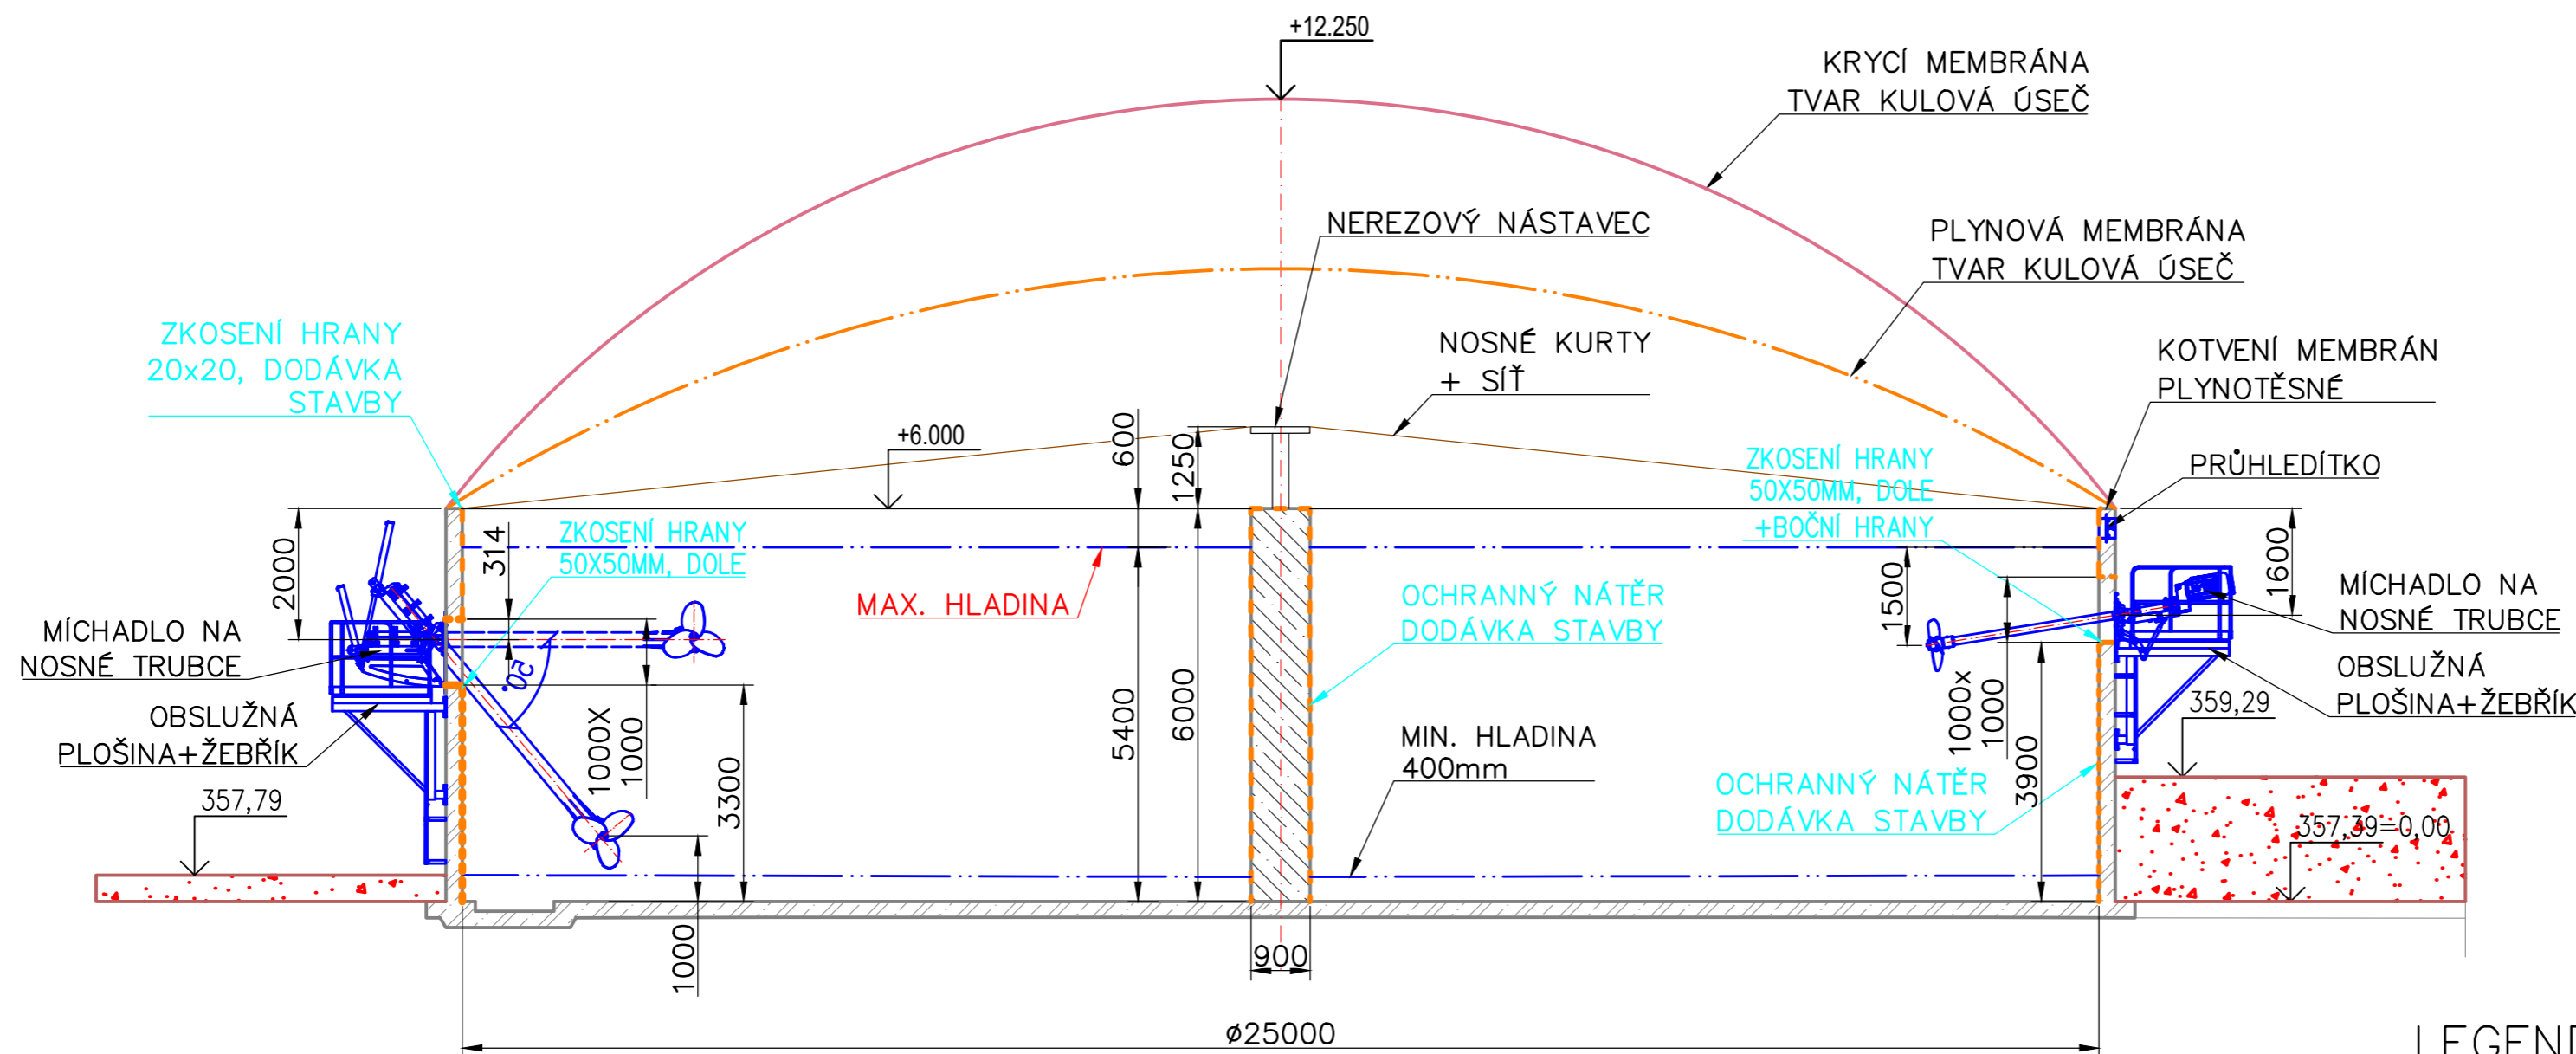 +12.250
KRYCÍ MEMBRÁNA
TVAR KULOVÁ ÚSEČ
NEREZOVÝ NÁSTAVEC
PLYNOVÁ MEMBRÁNA
TVAR KULOVÁ ÚSEČ
ZKOSENÍ HRANY
20x20, DODÁVKA
STAVBY
NOSNÉ KURTY
+ SÍŤ
KOTVENÍ MEMBRÁN
PLYNOTĚSNÉ
+6.000
600
1250
ZKOSENÍ HRANY
50X50MM, DOLE
+BOČNÍ HRANY
PRŮHLEDÍTKO
2000
314
ZKOSENÍ HRANY
50X50MM, DOLE
MAX. HLADINA
OCHRANNÝ NÁTĚR
DODÁVKA STAVBY
1500
1600
MÍCHADLO NA
NOSNÉ TRUBCE
MÍCHADLO NA
NOSNÉ TRUBCE
50°
OBSLUŽNÁ
PLOŠINA+ŽEBŘÍK
OBSLUŽNÁ
PLOŠINA+ŽEBŘÍK
1000X
1000
3300
5400
6000
MIN. HLADINA
400mm
1000x
1000
3900
359,29
357,79
OCHRANNÝ NÁTĚR
DODÁVKA STAVBY
357,39=0,00
1000
900
ø25000
LEGEND